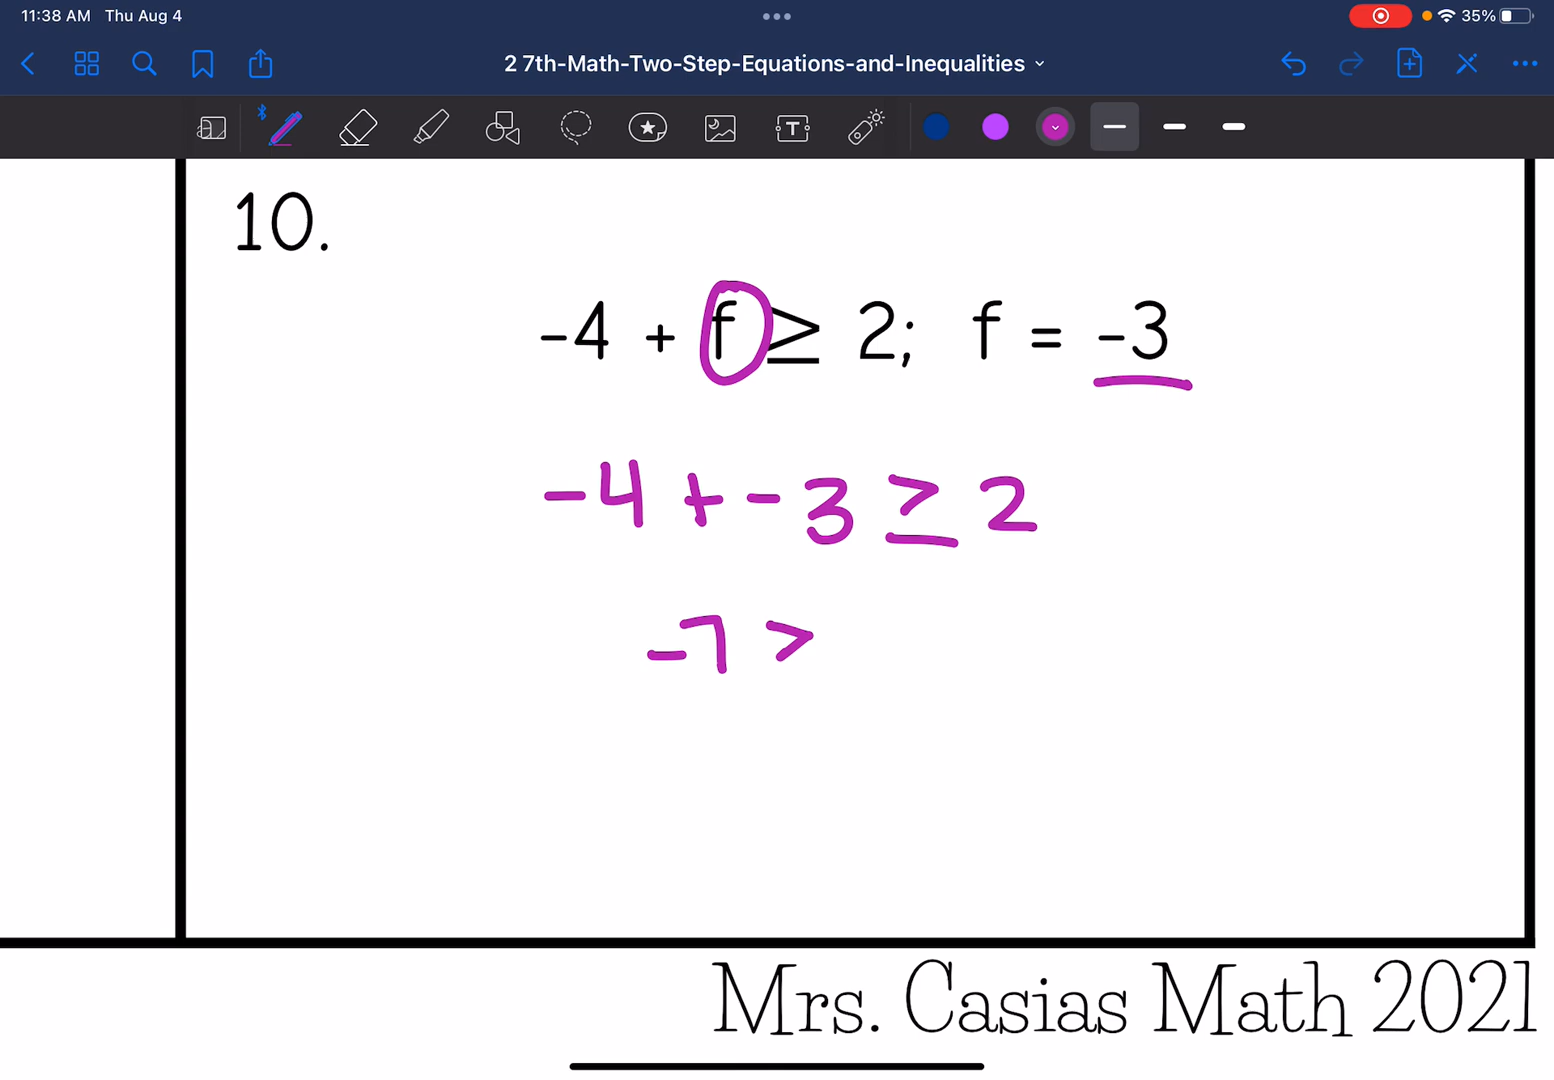 11:38 AM Thu Aug 4
35%
2 7th-Math-Two-Step-Equations-and-Inequalities
T
10.
-4 + f ≥ 2; f = -3
-4 + -3 ≥ 2
-7 >
Mrs. Casias Math 2021